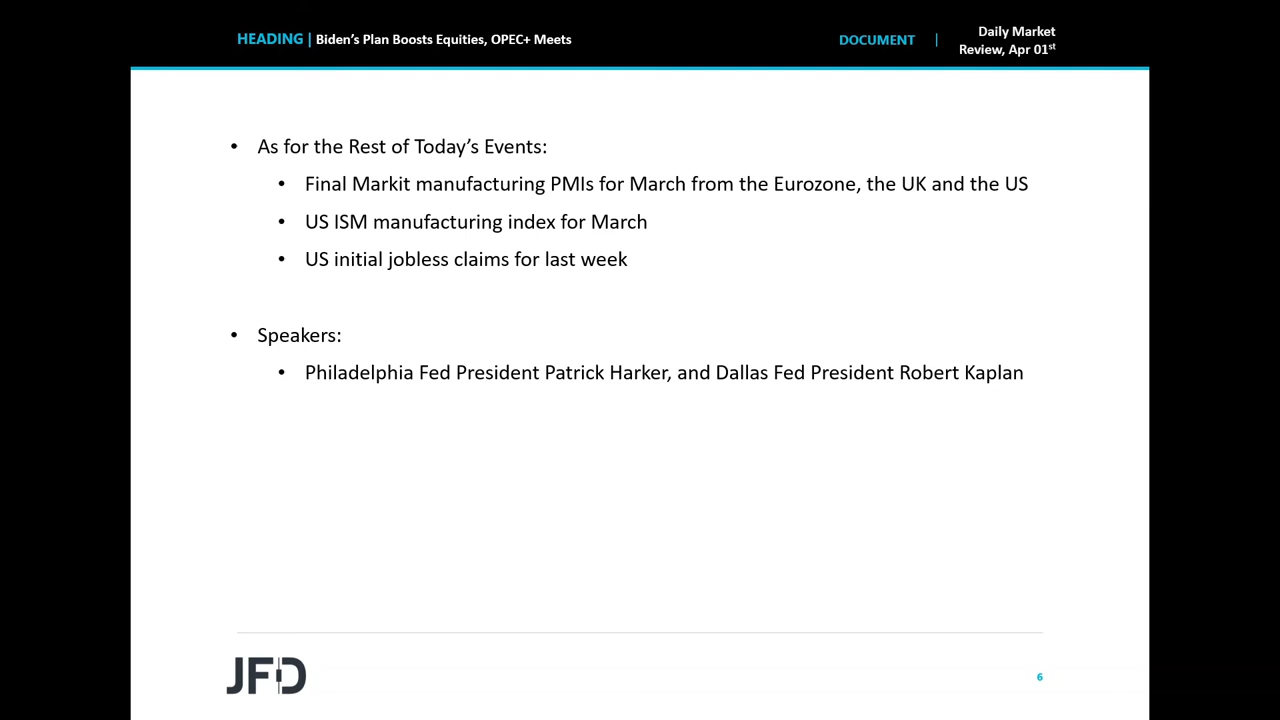 HEADING | Biden’s Plan Boosts Equities, OPEC+ Meets
DOCUMENT |
Daily Market
Review, Apr 01st
• As for the Rest of Today’s Events:
• Final Markit manufacturing PMIs for March from the Eurozone, the UK and the US
• US ISM manufacturing index for March
• US initial jobless claims for last week
• Speakers:
• Philadelphia Fed President Patrick Harker, and Dallas Fed President Robert Kaplan
JFD
6